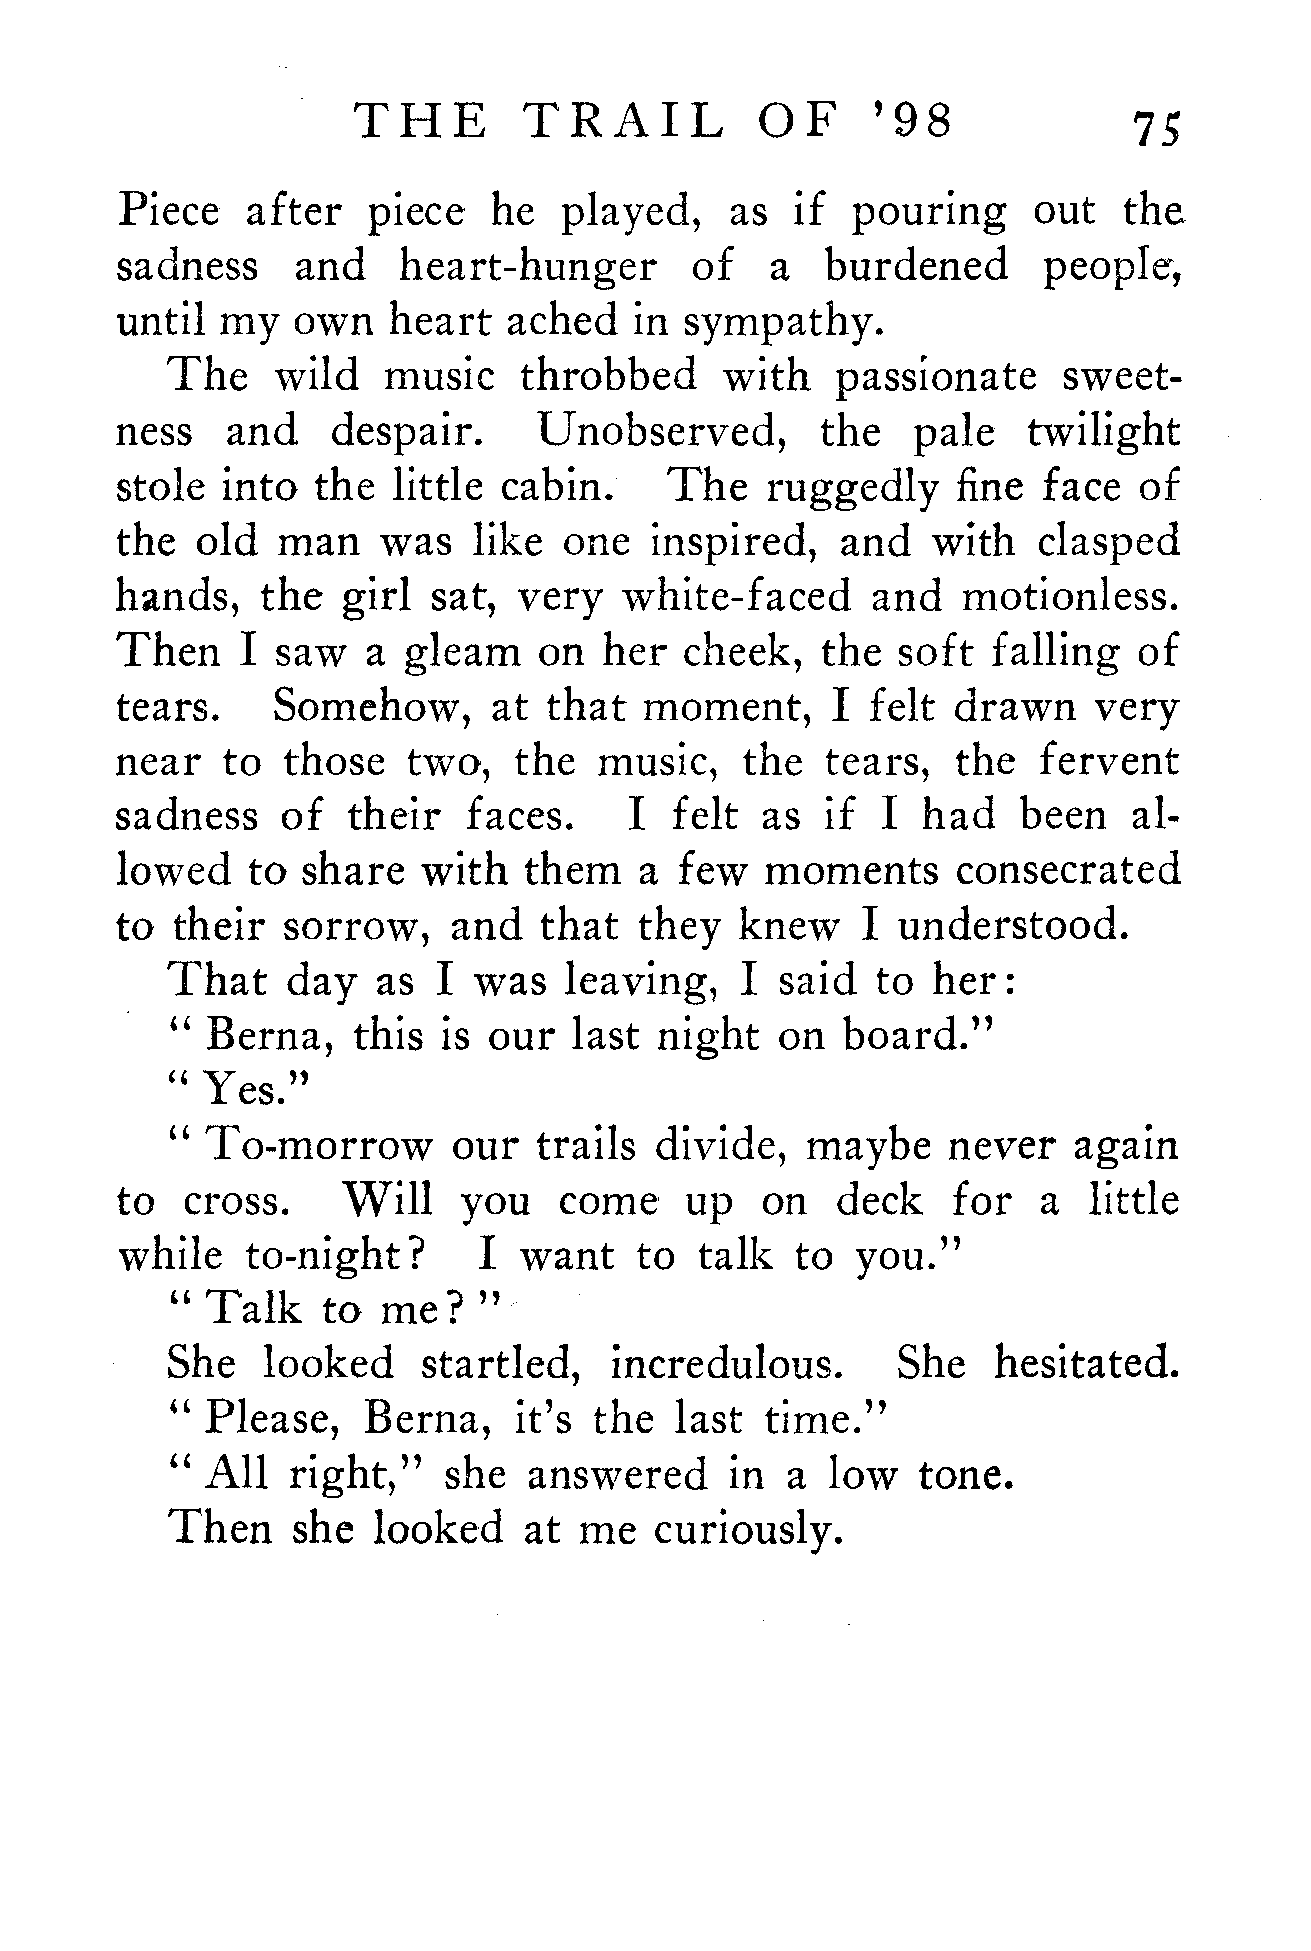 THE TRAIL OF '98 75
Piece after piece he played, as if pouring out the
sadness and heart-hunger of a burdened people,
until my own heart ached in sympathy.
The wild music throbbed with passionate sweet-
ness and despair. Unobserved, the pale twilight
stole into the little cabin. The ruggedly fine face of
the old man was like one inspired, and with clasped
hands, the girl sat, very white-faced and motionless.
Then I saw a gleam on her cheek, the soft falling of
tears. Somehow, at that moment, I felt drawn very
near to those two, the music, the tears, the fervent
sadness of their faces. I felt as if I had been al-
lowed to share with them a few moments consecrated
to their sorrow, and that they knew I understood.
That day as I was leaving, I said to her:
“ Berna, this is our last night on board.”
“ Yes.”
“ To-morrow our trails divide, maybe never again
to cross. Will you come up on deck for a little
while to-night? I want to talk to you.”
“ Talk to me? ”
She looked startled, incredulous. She hesitated.
“ Please, Berna, it's the last time.”
“ All right,” she answered in a low tone.
Then she looked at me curiously.